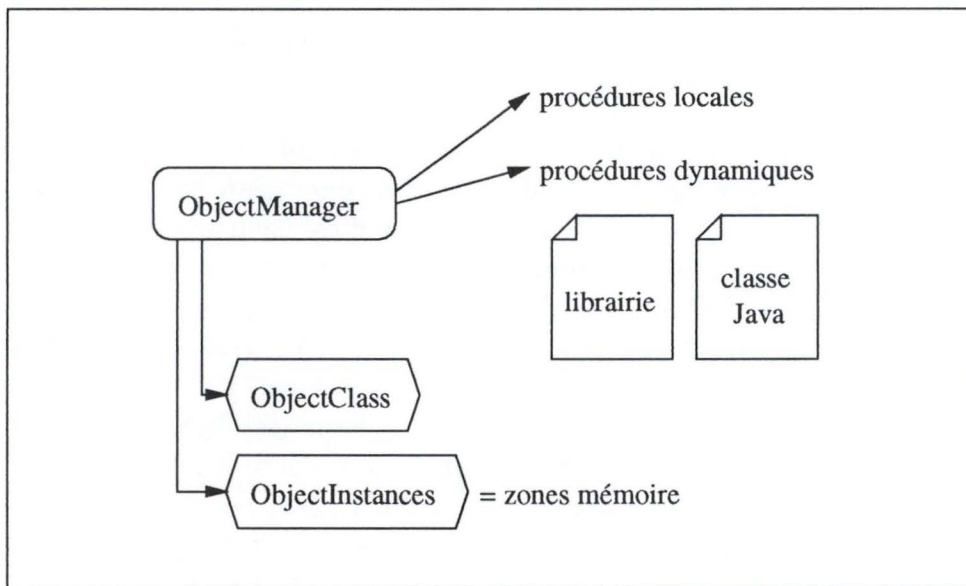 procédures locales
procédures dynamiques
ObjectManager
librairie
classe
Java
ObjectClass
ObjectInstances = zones mémoire